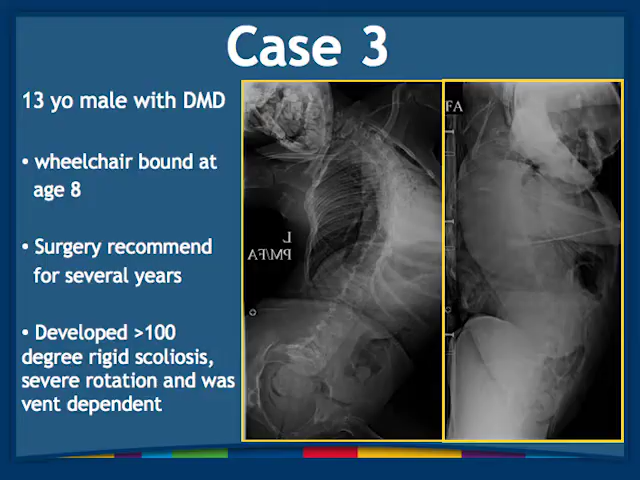 Case 3
13 yo male with DMD
• wheelchair bound at
age 8
• Surgery recommend
for several years
• Developed >100
degree rigid scoliosis,
severe rotation and was
vent dependent
L
PM/FA
FA